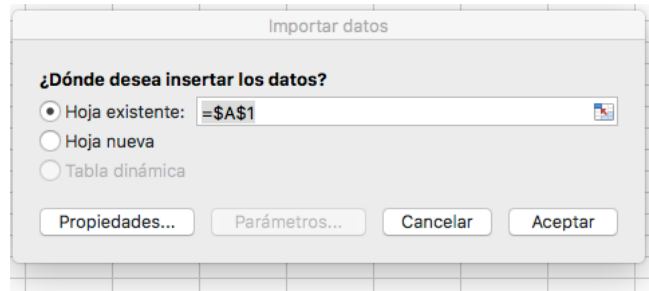 Importar datos
¿Dónde desea insertar los datos?
Hoja existente: =$A$1
Hoja nueva
Tabla dinámica
Propiedades... Parámetros... Cancelar Aceptar